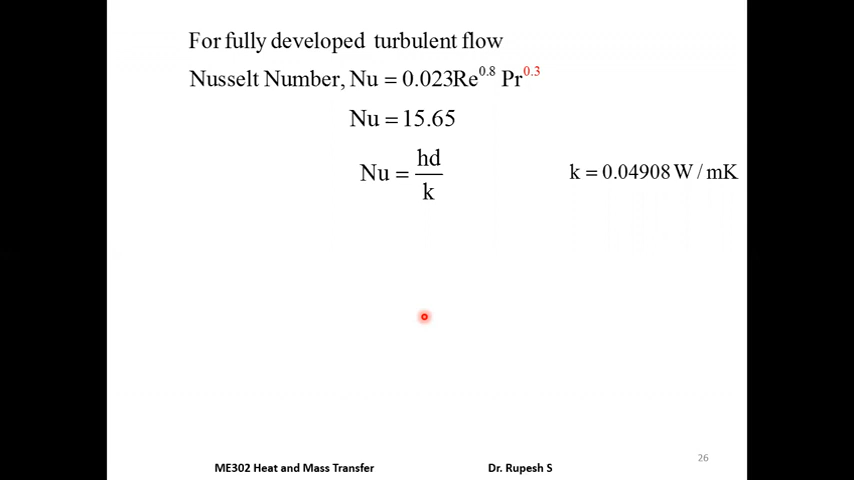 For fully developed turbulent flow
Nusselt Number, Nu = 0.023Re^0.8 Pr^0.3
Nu = 15.65
Nu = hd/k
k = 0.04908 W / mK
26
ME302 Heat and Mass Transfer
Dr. Rupesh S